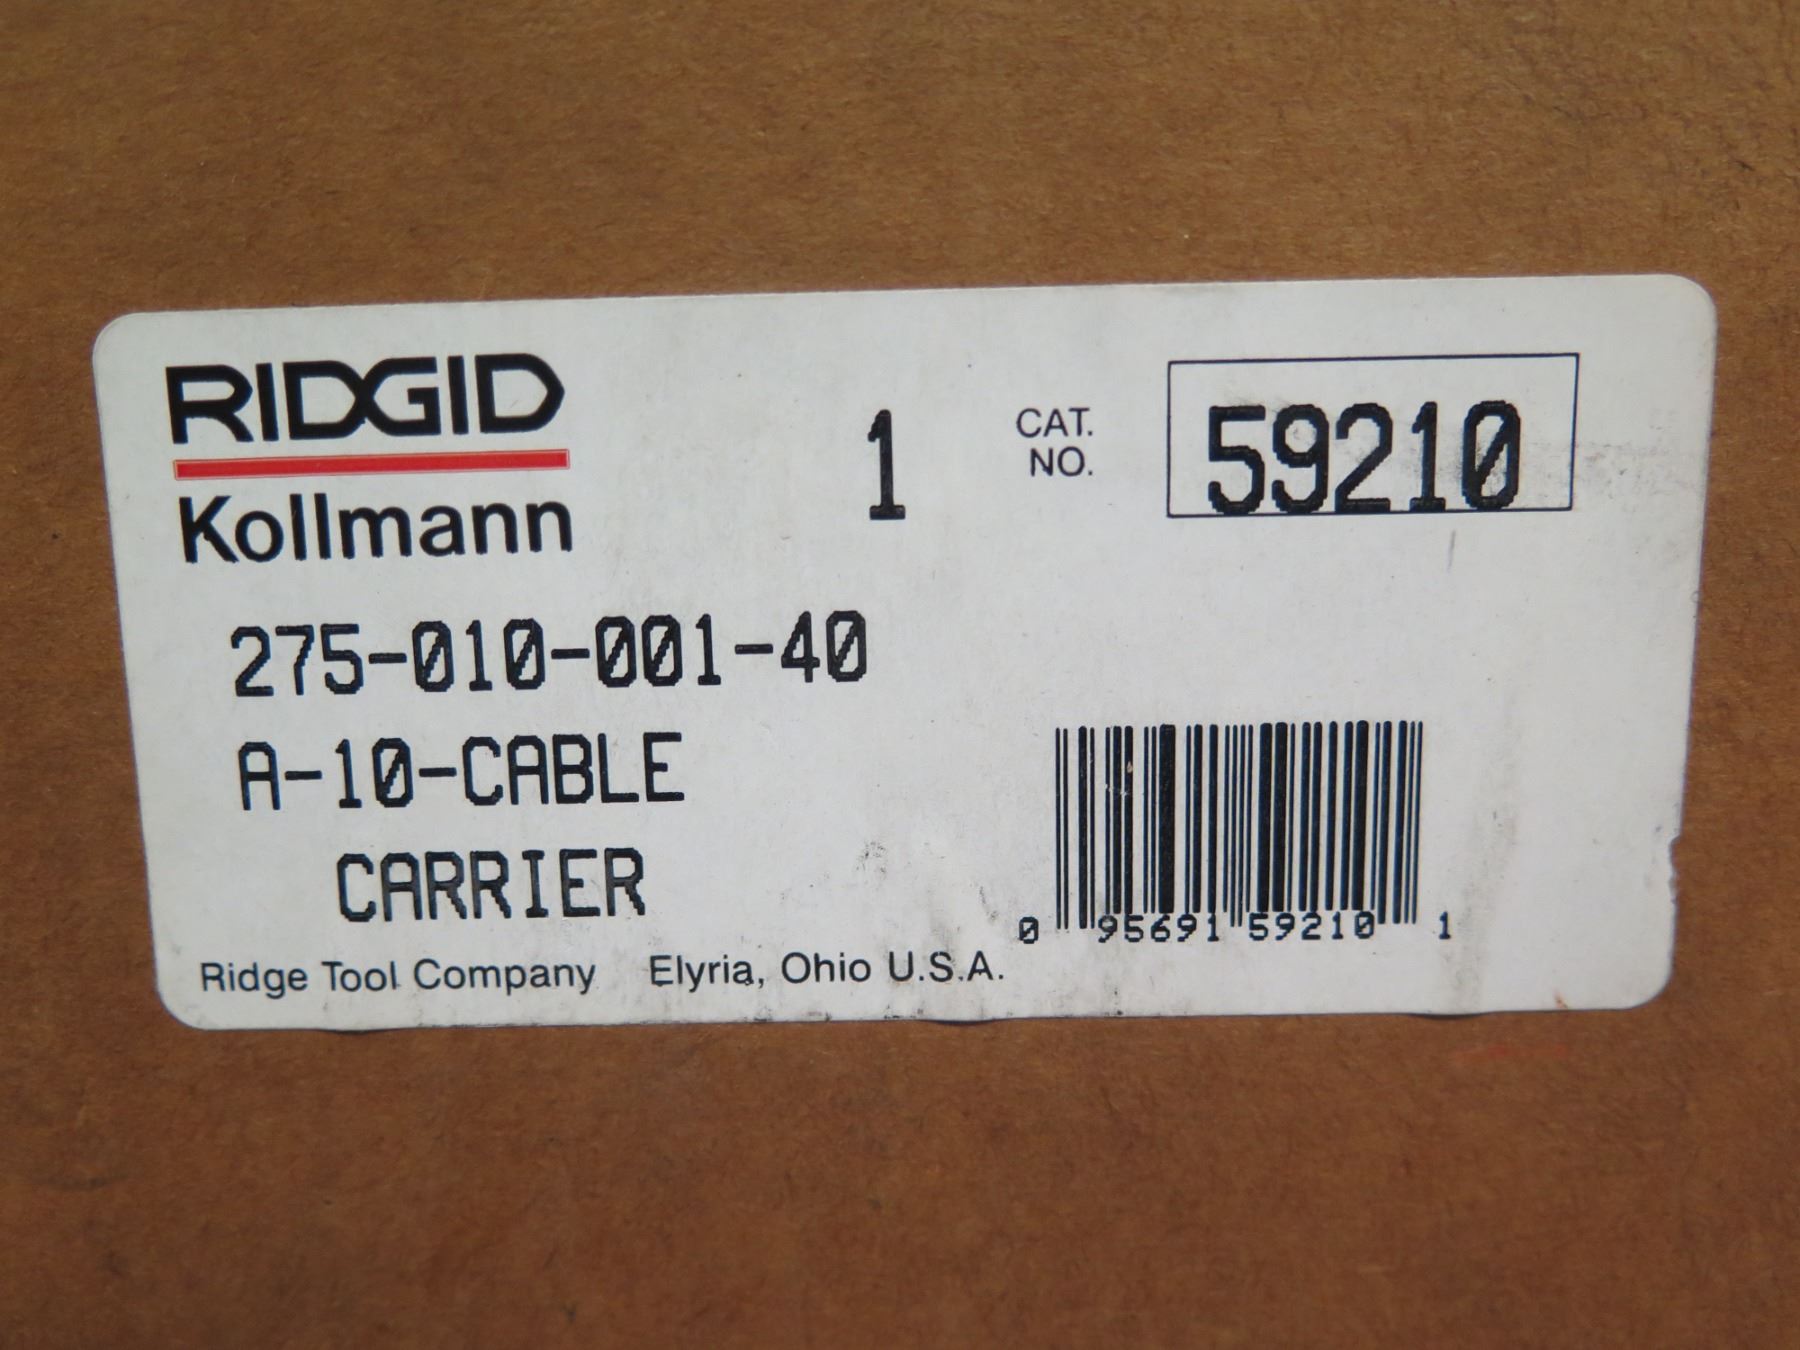 RIDGID
Kollmann
1
CAT.
NO.
59210
275-010-001-40
A-10-CABLE
CARRIER
0 95691 59210 1
Ridge Tool Company Elyria, Ohio U.S.A.